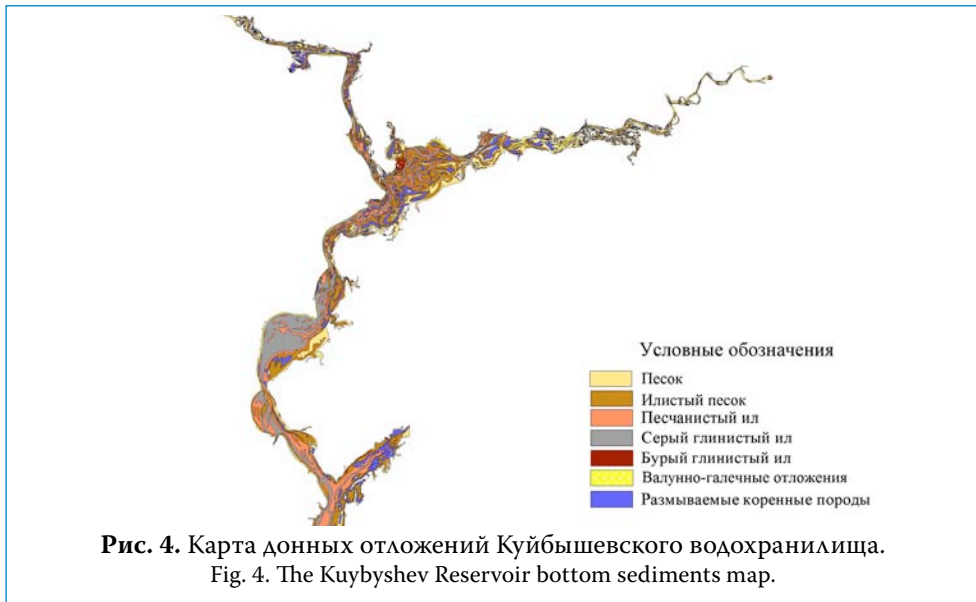 Условные обозначения
Песок
Илистый песок
Песчанистый ил
Серый глинистый ил
Бурый глинистый ил
Валунно-галечные отложения
Размываемые коренные породы
Рис. 4. Карта донных отложений Куйбышевского водохранилища.
Fig. 4. The Kuybyshev Reservoir bottom sediments map.